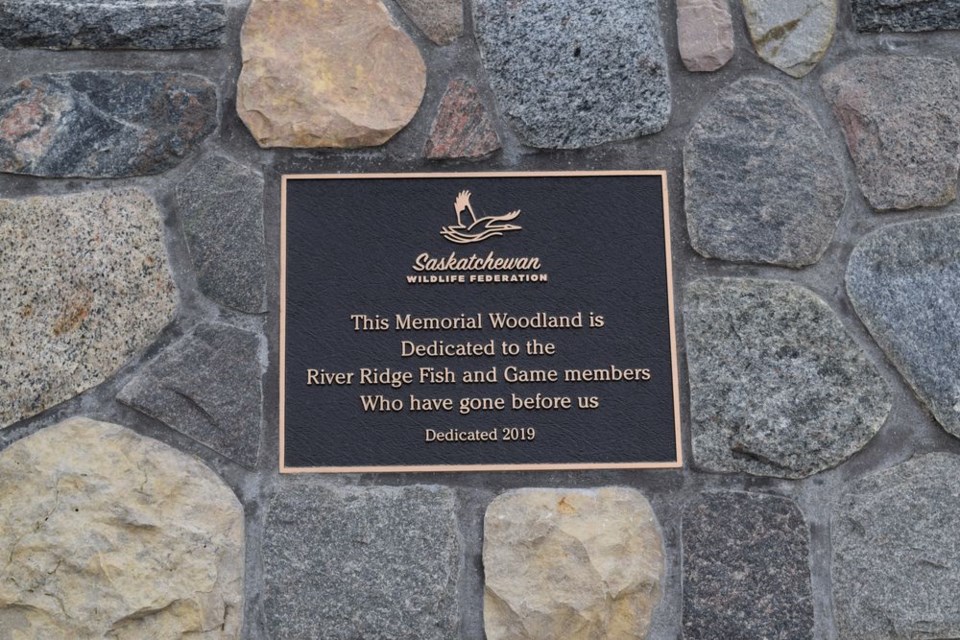 Saskatchewan
WILDLIFE FEDERATION
This Memorial Woodland is
Dedicated to the
River Ridge Fish and Game members
Who have gone before us
Dedicated 2019